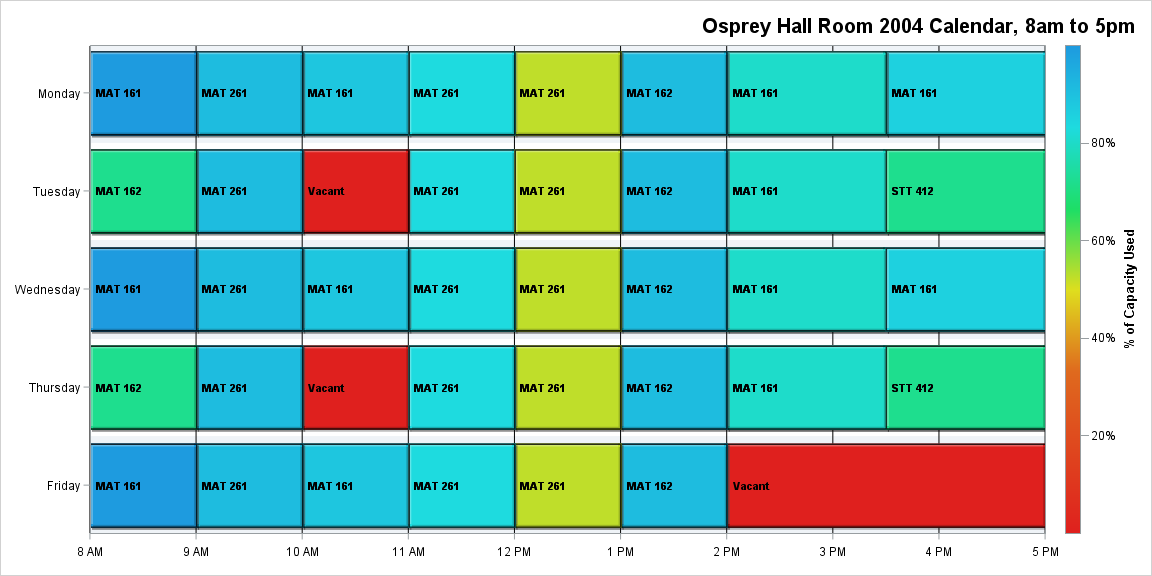 Osprey Hall Room 2004 Calendar, 8am to 5pm
Monday
MAT 161
MAT 261
MAT 161
MAT 261
MAT 261
MAT 162
MAT 161
MAT 161
Tuesday
MAT 162
MAT 261
Vacant
MAT 261
MAT 261
MAT 162
MAT 161
STT 412
Wednesday
MAT 161
MAT 261
MAT 161
MAT 261
MAT 261
MAT 162
MAT 161
MAT 161
Thursday
MAT 162
MAT 261
Vacant
MAT 261
MAT 261
MAT 162
MAT 161
STT 412
Friday
MAT 161
MAT 261
MAT 161
MAT 261
MAT 261
MAT 162
Vacant
8 AM
9 AM
10 AM
11 AM
12 PM
1 PM
2 PM
3 PM
4 PM
5 PM
80%
60%
40%
20%
% of Capacity Used